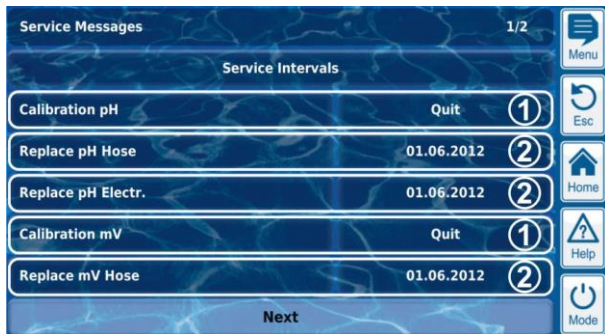 Service Messages 1/2
Service Intervals
Calibration pH Quit 1
Replace pH Hose 01.06.2012 2
Replace pH Electr. 01.06.2012 2
Calibration mV Quit 1
Replace mV Hose 01.06.2012 2
Next
Menu
Esc
Home
Help
Mode